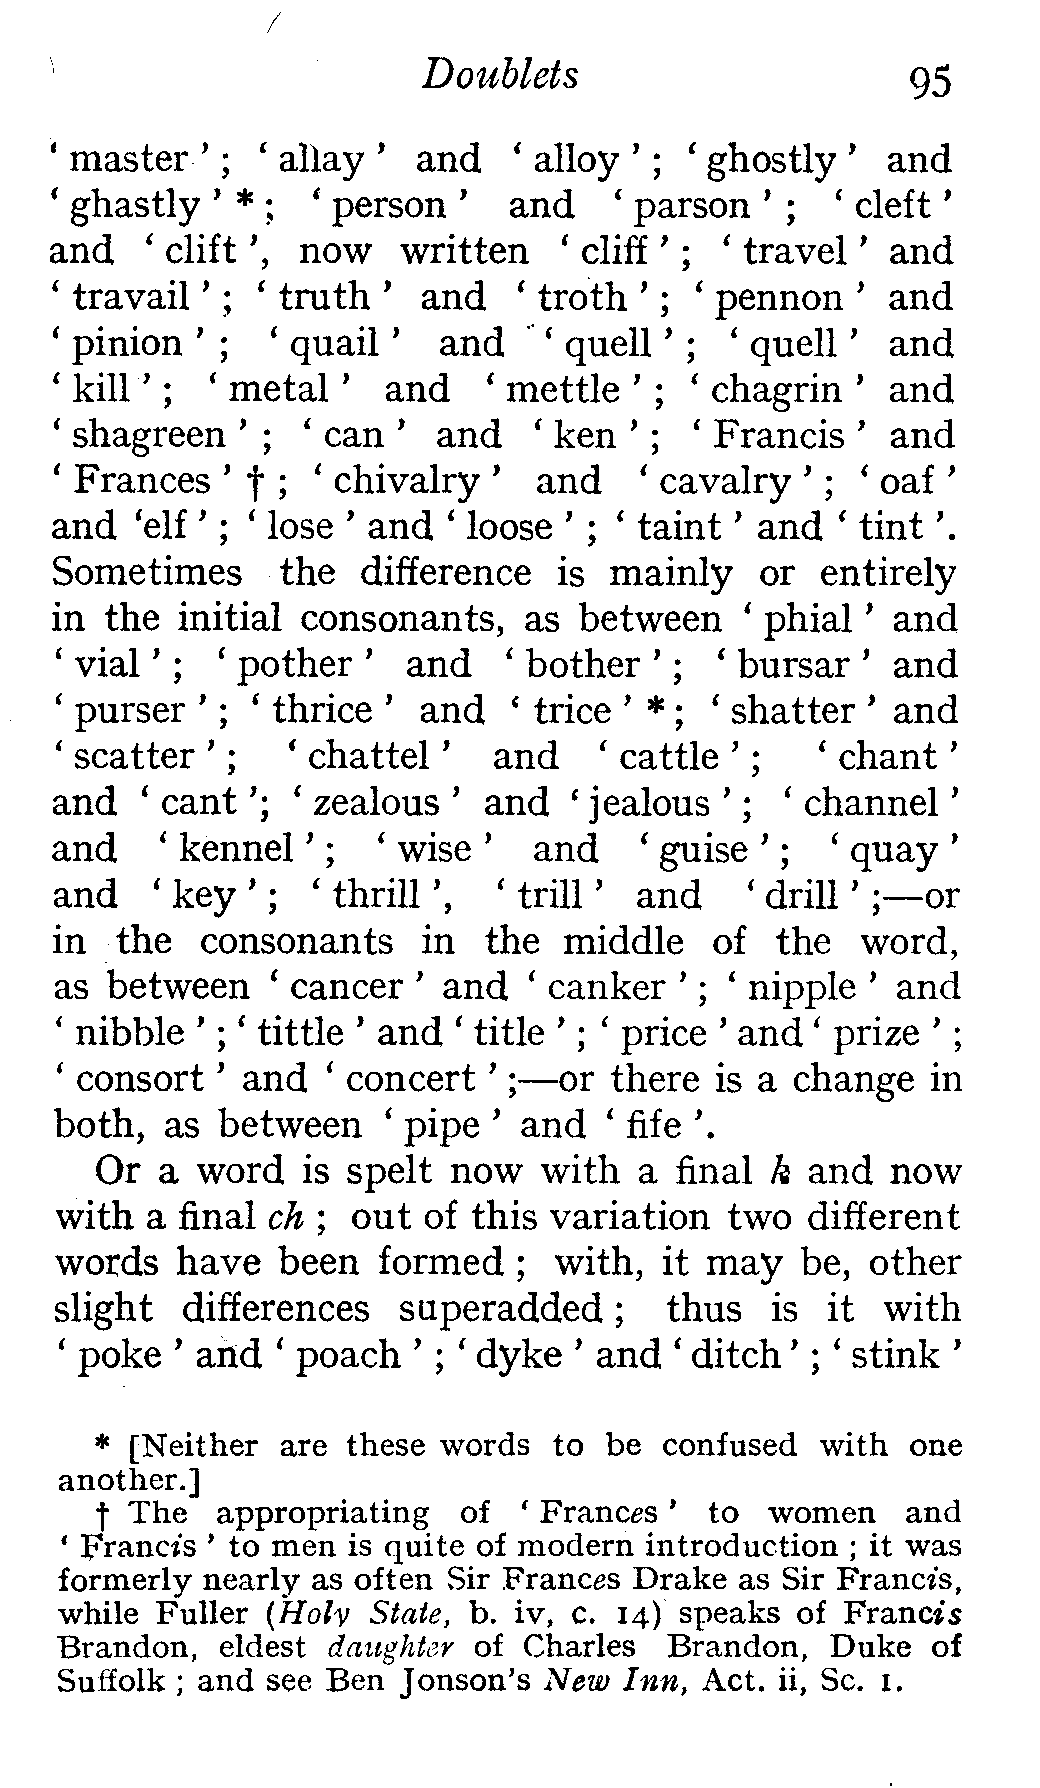 Doublets 95
‘ master ’ ; ‘ allay ’ and ‘ alloy ’ ; ‘ ghostly ’ and
‘ ghastly ’ * ; ‘ person ’ and ‘ parson ’ ; ‘ cleft ’
and ‘ clift ’, now written ‘ cliff ’ ; ‘ travel ’ and
‘ travail ’ ; ‘ truth ’ and ‘ troth ’ ; ‘ pennon ’ and
‘ pinion ’ ; ‘ quail ’ and ‘ quell ’ ; ‘ quell ’ and
‘ kill ’ ; ‘ metal ’ and ‘ mettle ’ ; ‘ chagrin ’ and
‘ shagreen ’ ; ‘ can ’ and ‘ ken ’ ; ‘ Francis ’ and
‘ Frances ’ † ; ‘ chivalry ’ and ‘ cavalry ’ ; ‘ oaf ’
and ‘elf ’ ; ‘ lose ’ and ‘ loose ’ ; ‘ taint ’ and ‘ tint ’.
Sometimes the difference is mainly or entirely
in the initial consonants, as between ‘ phial ’ and
‘ vial ’ ; ‘ pother ’ and ‘ bother ’ ; ‘ bursar ’ and
‘ purser ’ ; ‘ thrice ’ and ‘ trice ’ * ; ‘ shatter ’ and
‘ scatter ’ ; ‘ chattel ’ and ‘ cattle ’ ; ‘ chant ’
and ‘ cant ’; ‘ zealous ’ and ‘ jealous ’ ; ‘ channel ’
and ‘ kennel ’ ; ‘ wise ’ and ‘ guise ’ ; ‘ quay ’
and ‘ key ’ ; ‘ thrill ’, ‘ trill ’ and ‘ drill ’ ;—or
in the consonants in the middle of the word,
as between ‘ cancer ’ and ‘ canker ’ ; ‘ nipple ’ and
‘ nibble ’ ; ‘ tittle ’ and ‘ title ’ ; ‘ price ’ and ‘ prize ’ ;
‘ consort ’ and ‘ concert ’ ;—or there is a change in
both, as between ‘ pipe ’ and ‘ fife ’.
Or a word is spelt now with a final k and now
with a final ch ; out of this variation two different
words have been formed ; with, it may be, other
slight differences superadded ; thus is it with
‘ poke ’ and ‘ poach ’ ; ‘ dyke ’ and ‘ ditch ’ ; ‘ stink ’
* [Neither are these words to be confused with one
another.]
† The appropriating of ‘ Frances ’ to women and
‘ Francis ’ to men is quite of modern introduction ; it was
formerly nearly as often Sir Frances Drake as Sir Francis,
while Fuller (Holy State, b. iv, c. 14) speaks of Francis
Brandon, eldest daughter of Charles Brandon, Duke of
Suffolk ; and see Ben Jonson's New Inn, Act. ii, Sc. 1.